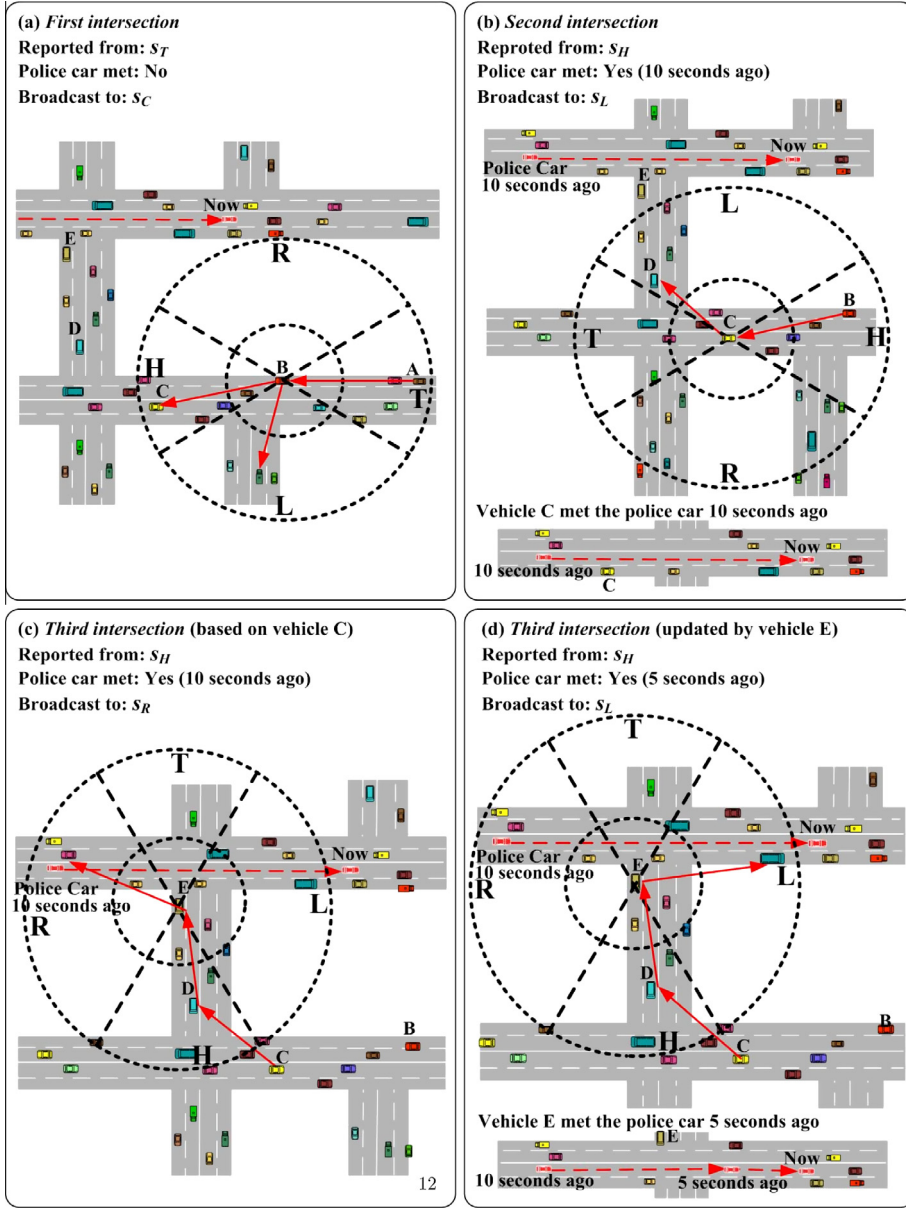 (a) First intersection
Reported from: sT
Police car met: No
Broadcast to: sC
Now
E
R
D
H
C
B
A
T
L
(b) Second intersection
Reproted from: sH
Police car met: Yes (10 seconds ago)
Broadcast to: sL
Now
Police Car
10 seconds ago
E
L
D
B
C
T
H
R
Vehicle C met the police car 10 seconds ago
Now
10 seconds ago
C
(c) Third intersection (based on vehicle C)
Reported from: sH
Police car met: Yes (10 seconds ago)
Broadcast to: sR
T
Now
Police Car
10 seconds ago
E
R
L
D
B
H
C
12
(d) Third intersection (updated by vehicle E)
Reported from: sH
Police car met: Yes (5 seconds ago)
Broadcast to: sL
T
Now
Police Car
10 seconds ago
E
R
L
D
B
H
C
Vehicle E met the police car 5 seconds ago
E
Now
10 seconds ago
5 seconds ago